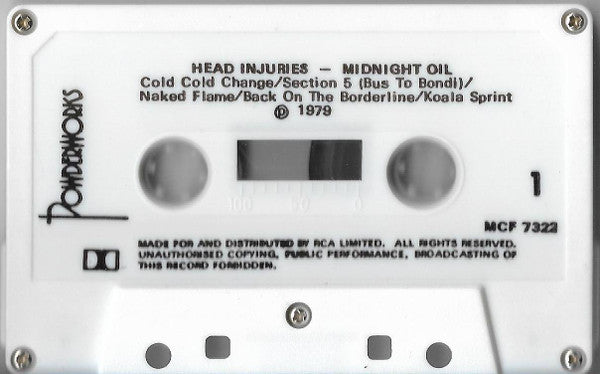 HEAD INJURIES — MIDNIGHT OIL
Cold Cold Change/Section 5 (Bus To Bondi)/
Naked Flame/Back On The Borderline/Koala Sprint
℗ 1979
POWDERWORKS
100 50 0
1
MCF 7322
MADE FOR AND DISTRIBUTED BY RCA LIMITED. ALL RIGHTS RESERVED.
UNAUTHORISED COPYING, PUBLIC PERFORMANCE, BROADCASTING OF
THIS RECORD FORBIDDEN.